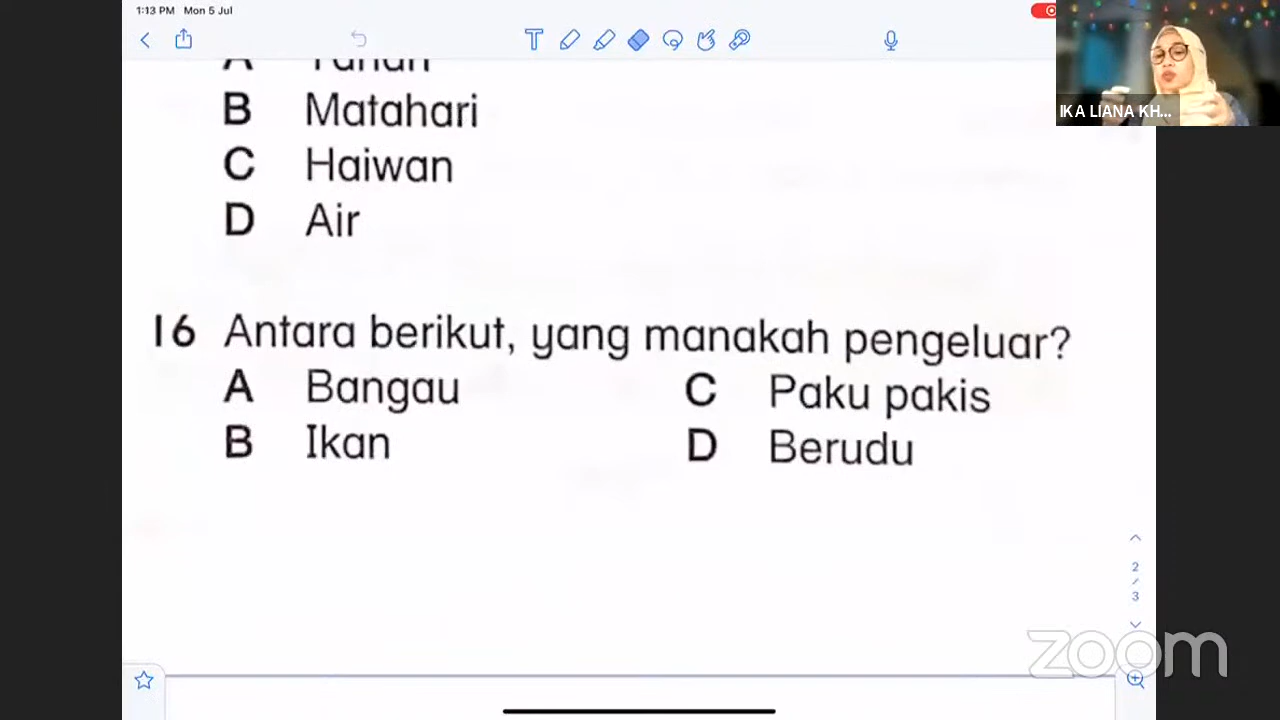 1:13 PM Mon 5 Jul
IKA LIANA KH...
B Matahari
C Haiwan
D Air
16 Antara berikut, yang manakah pengeluar?
A Bangau C Paku pakis
B Ikan D Berudu
2
/
3
zoom